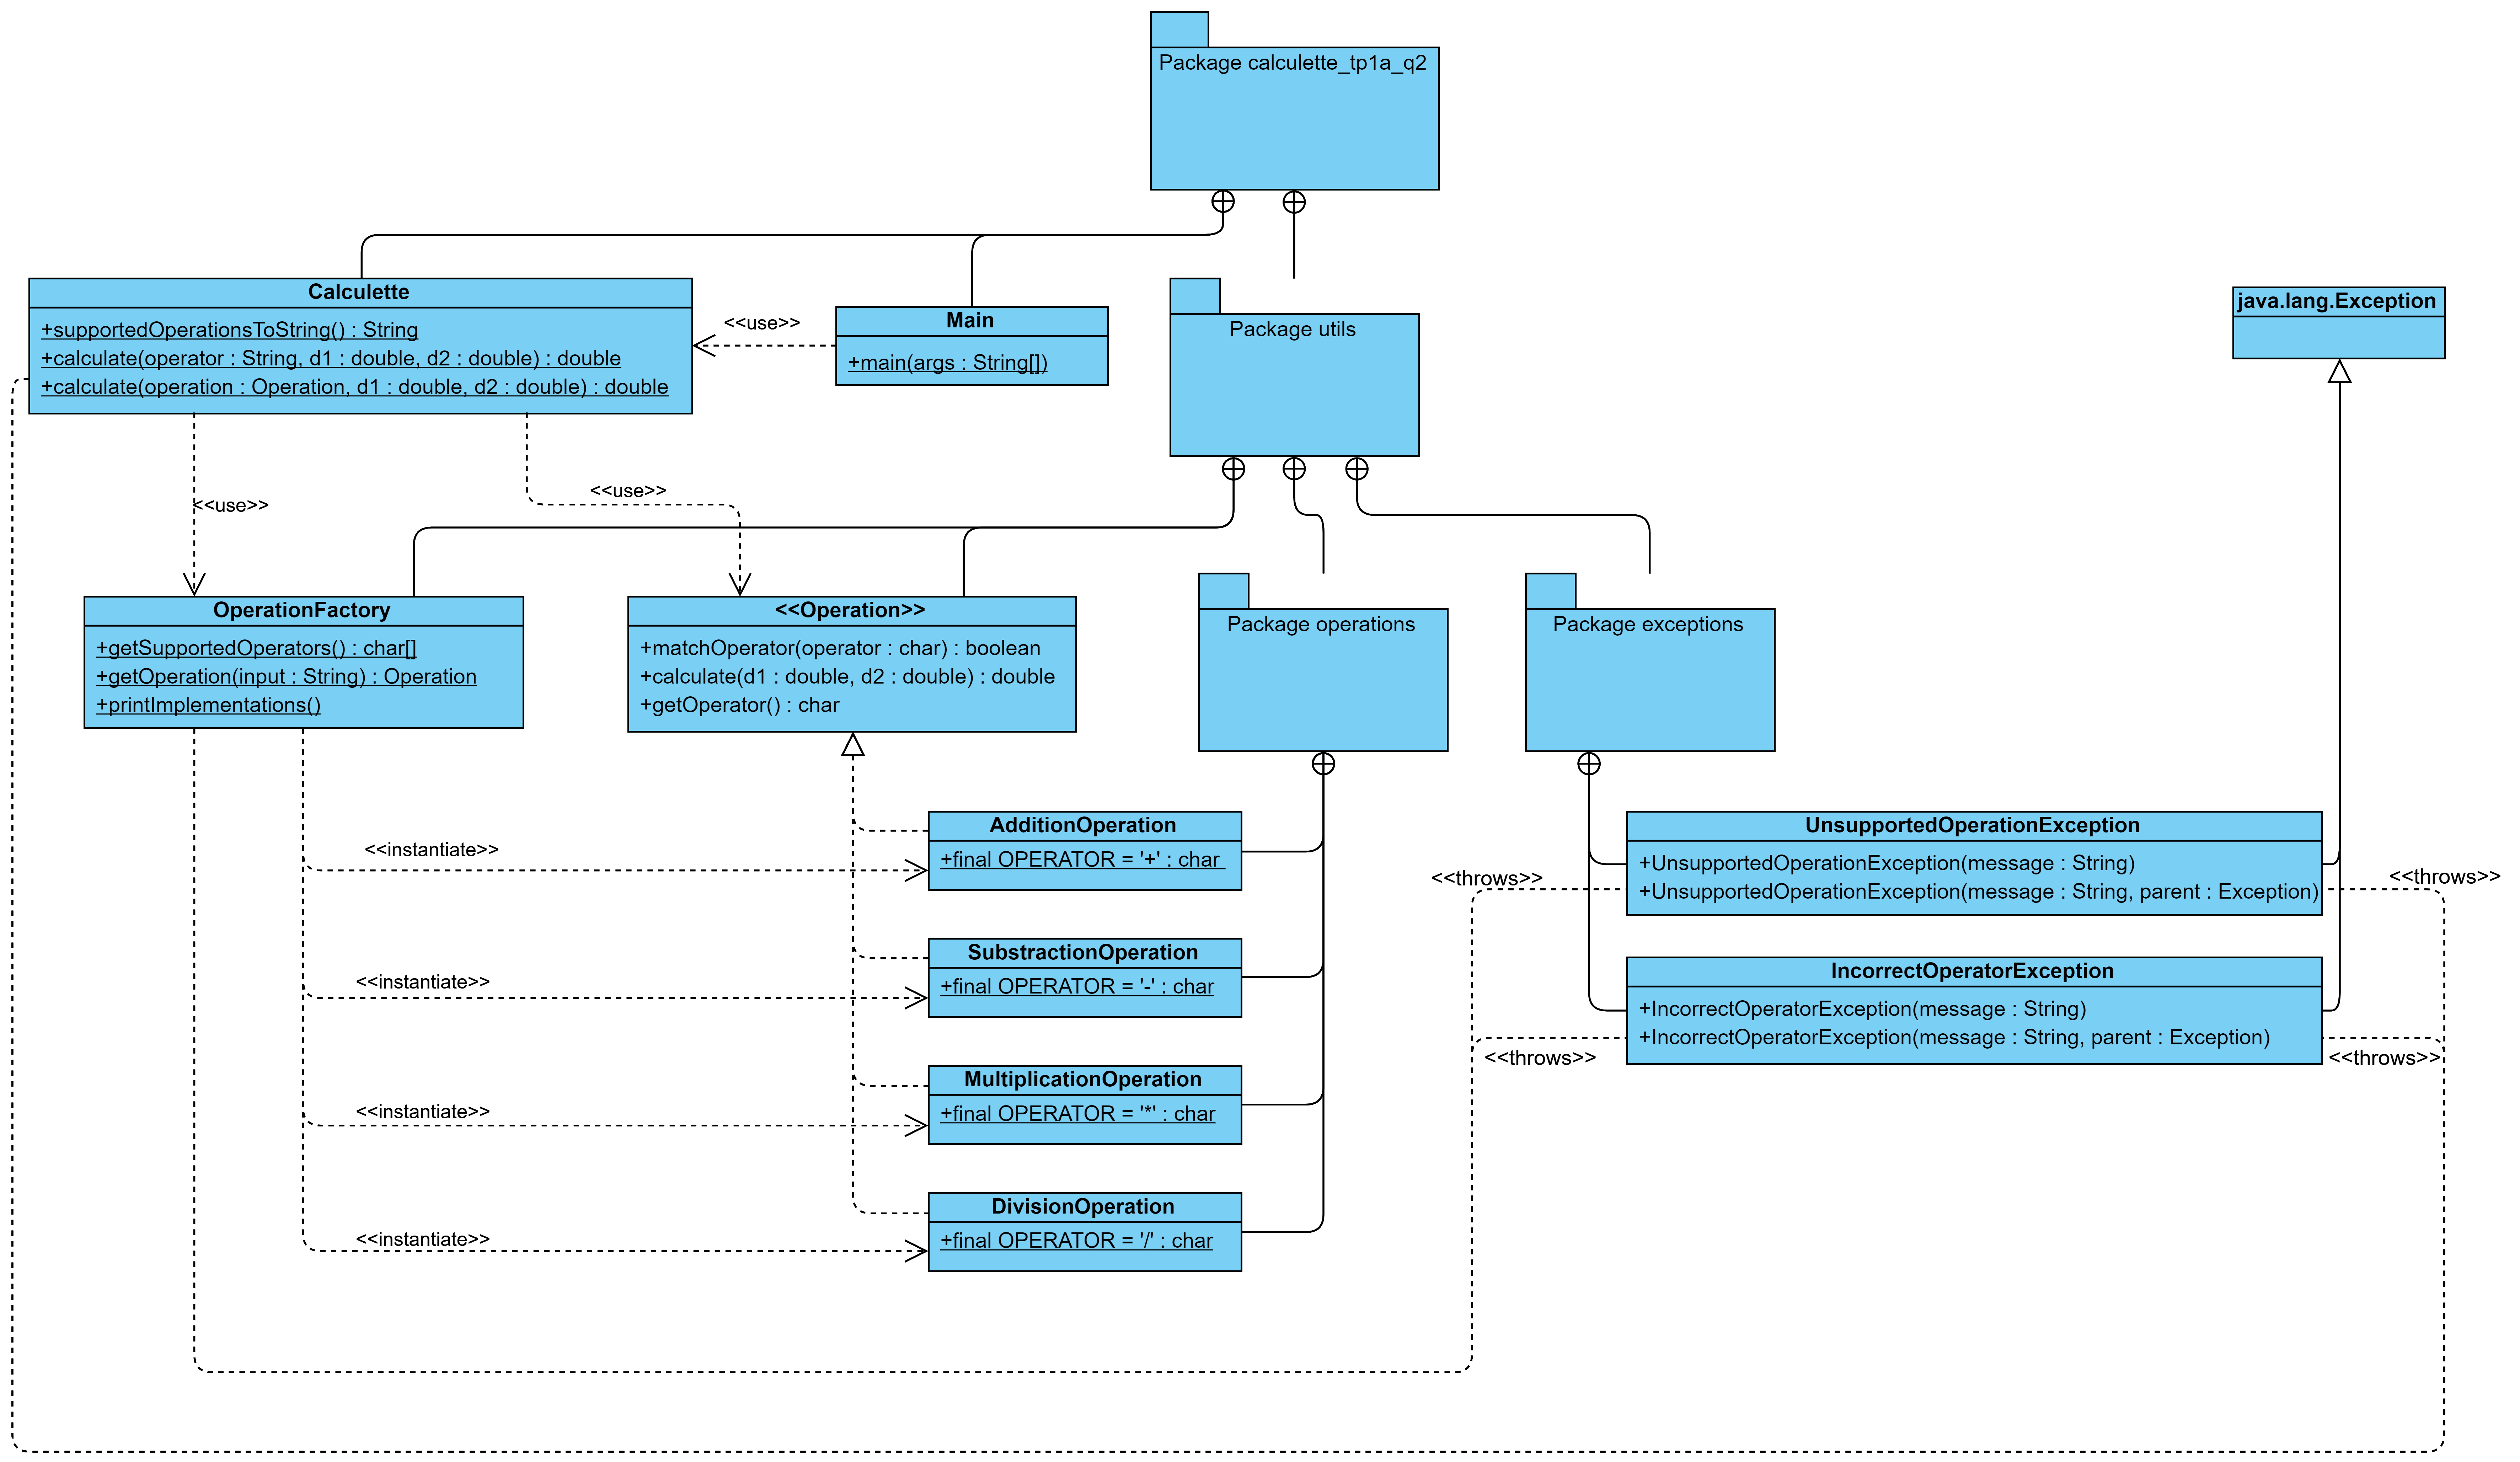 Package calculette_tp1a_q2
Calculette
+supportedOperationsToString() : String
+calculate(operator : String, d1 : double, d2 : double) : double
+calculate(operation : Operation, d1 : double, d2 : double) : double
<<use>>
Main
+main(args : String[])
Package utils
java.lang.Exception
<<use>>
<<use>>
OperationFactory
+getSupportedOperators() : char[]
+getOperation(input : String) : Operation
+printImplementations()
<<Operation>>
+matchOperator(operator : char) : boolean
+calculate(d1 : double, d2 : double) : double
+getOperator() : char
Package operations
Package exceptions
<<instantiate>>
AdditionOperation
+final OPERATOR = '+' : char
<<throws>>
UnsupportedOperationException
+UnsupportedOperationException(message : String)
+UnsupportedOperationException(message : String, parent : Exception)
<<throws>>
<<instantiate>>
SubstractionOperation
+final OPERATOR = '-' : char
IncorrectOperatorException
+IncorrectOperatorException(message : String)
+IncorrectOperatorException(message : String, parent : Exception)
<<throws>>
<<throws>>
<<instantiate>>
MultiplicationOperation
+final OPERATOR = '*' : char
<<instantiate>>
DivisionOperation
+final OPERATOR = '/' : char